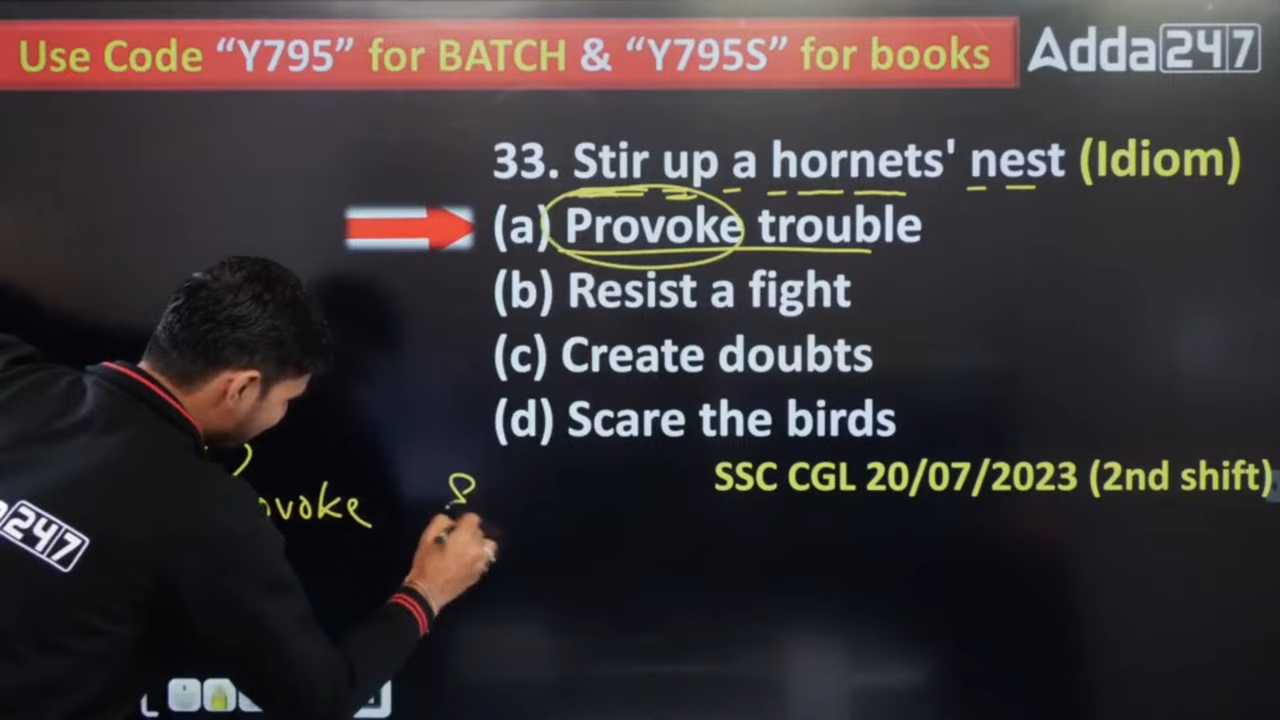 Use Code “Y795” for BATCH & “Y795S” for books
Adda247
33. Stir up a hornets' nest (Idiom)
(a) Provoke trouble
(b) Resist a fight
(c) Create doubts
(d) Scare the birds
SSC CGL 20/07/2023 (2nd shift)
ovoke
247